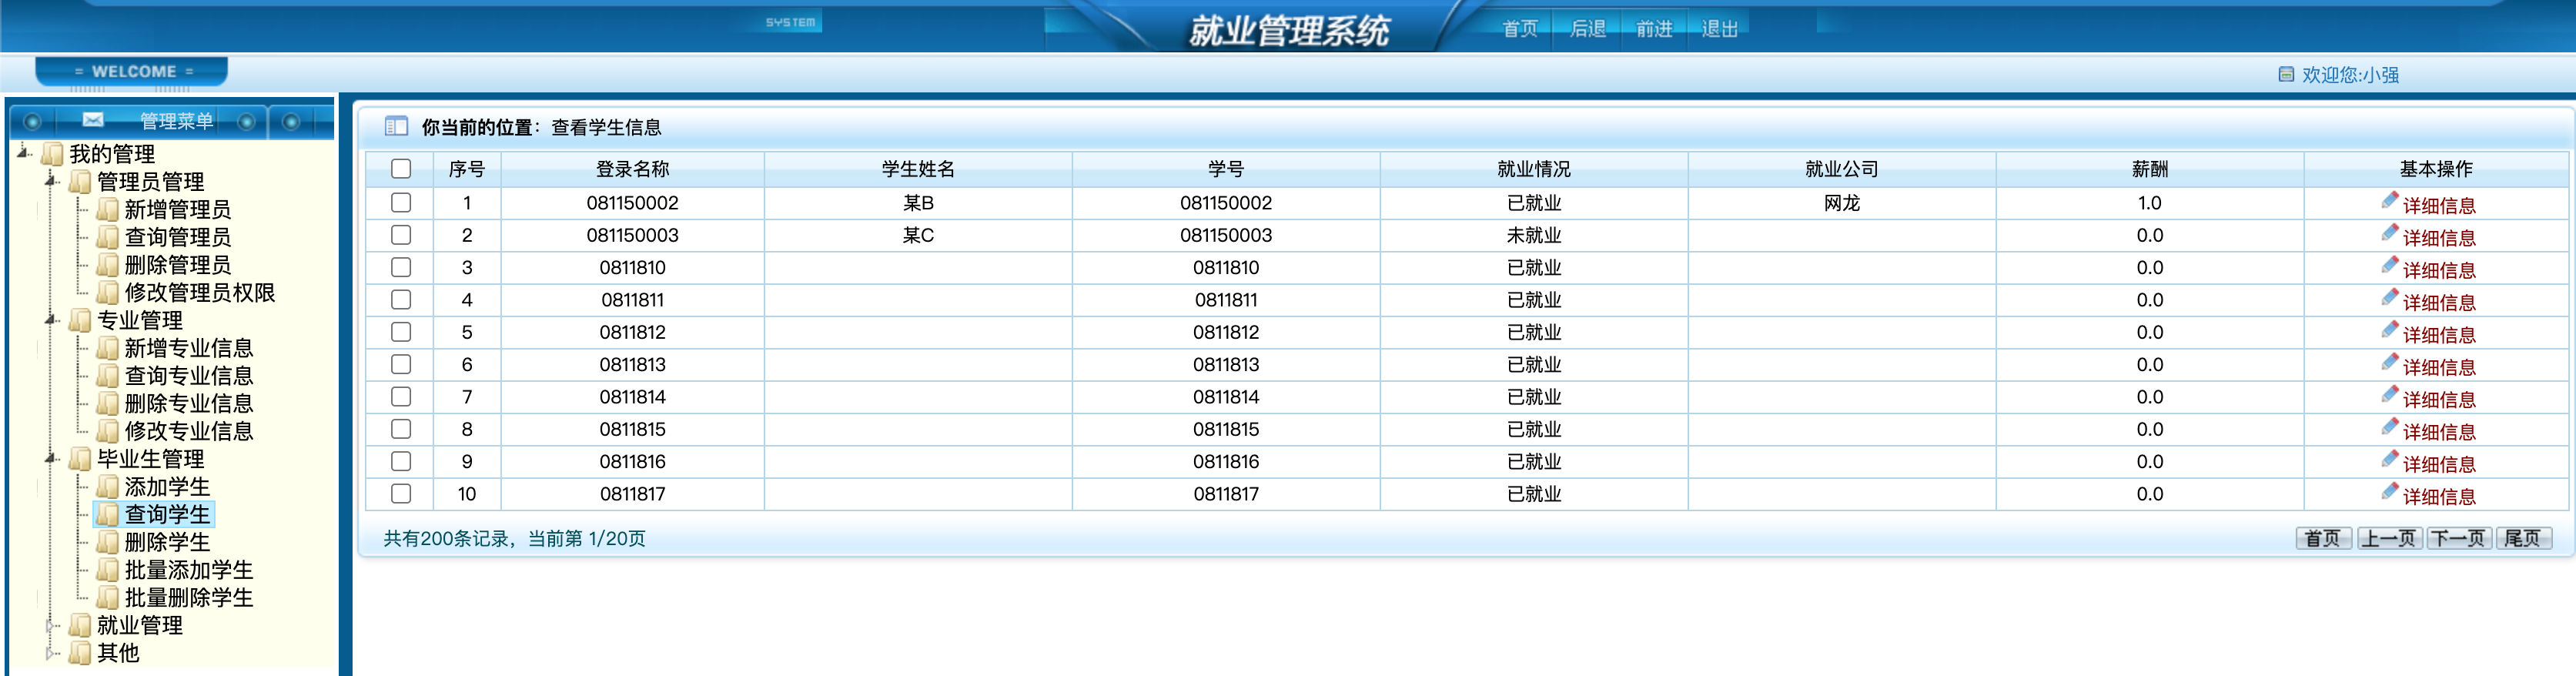 SYSTEM
就业管理系统
首页 后退 前进 退出
= WELCOME =
欢迎您:小强
管理菜单
我的管理
管理员管理
新增管理员
查询管理员
删除管理员
修改管理员权限
专业管理
新增专业信息
查询专业信息
删除专业信息
修改专业信息
毕业生管理
添加学生
查询学生
删除学生
批量添加学生
批量删除学生
就业管理
其他
你当前的位置：查看学生信息
序号 登录名称 学生姓名 学号 就业情况 就业公司 薪酬 基本操作
1 081150002 某B 081150002 已就业 网龙 1.0 详细信息
2 081150003 某C 081150003 未就业 0.0 详细信息
3 0811810 0811810 已就业 0.0 详细信息
4 0811811 0811811 已就业 0.0 详细信息
5 0811812 0811812 已就业 0.0 详细信息
6 0811813 0811813 已就业 0.0 详细信息
7 0811814 0811814 已就业 0.0 详细信息
8 0811815 0811815 已就业 0.0 详细信息
9 0811816 0811816 已就业 0.0 详细信息
10 0811817 0811817 已就业 0.0 详细信息
共有200条记录，当前第 1/20页
首页 上一页 下一页 尾页